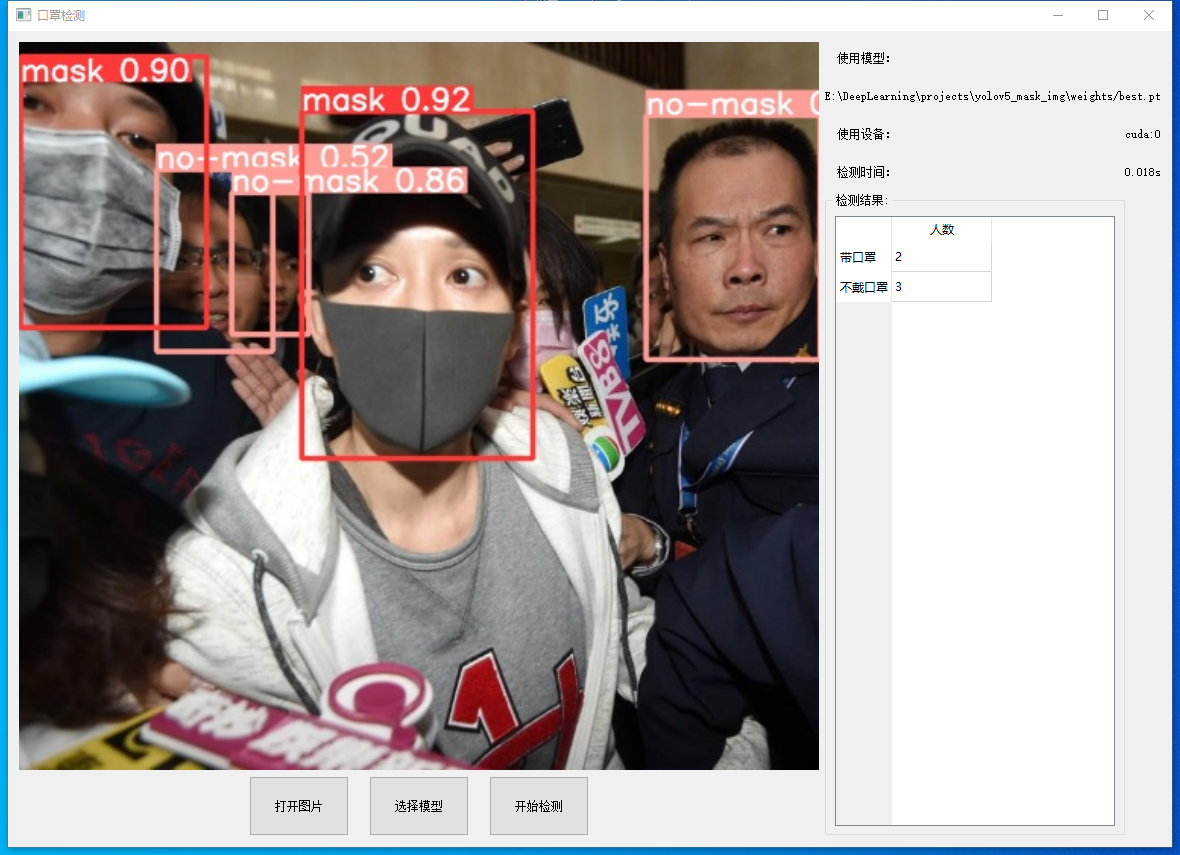 口罩检测
mask 0.90
mask 0.92
no-mask 0
no-mask 0.52
no-mask 0.86
TVBS
使用模型：
E:\DeepLearning\projects\yolov5_mask_img\weights/best.pt
使用设备：
cuda:0
检测时间：
0.018s
检测结果：
人数
带口罩 2
不戴口罩 3
打开图片
选择模型
开始检测